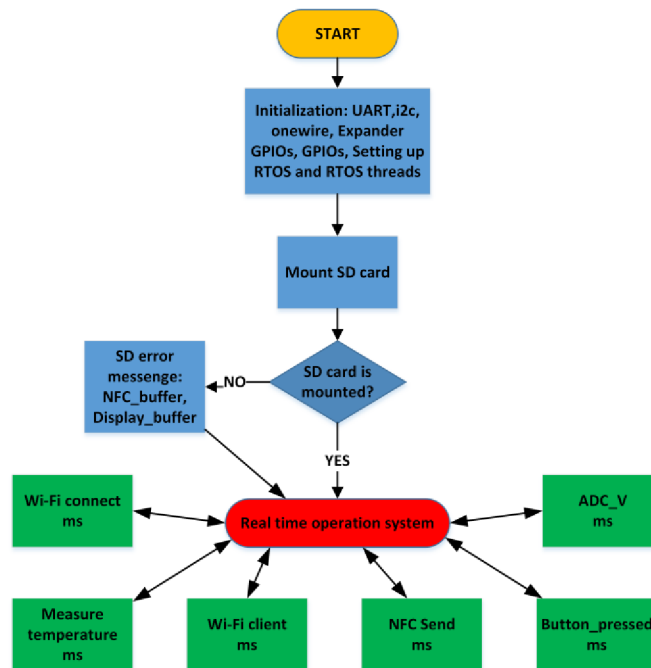 START
Initialization: UART,i2c,
onewire, Expander
GPIOs, GPIOs, Setting up
RTOS and RTOS threads
Mount SD card
SD card is
mounted?
NO
SD error
messenge:
NFC_buffer,
Display_buffer
YES
Real time operation system
Wi-Fi connect
ms
ADC_V
ms
Measure
temperature
ms
Wi-Fi client
ms
NFC Send
ms
Button_pressed
ms